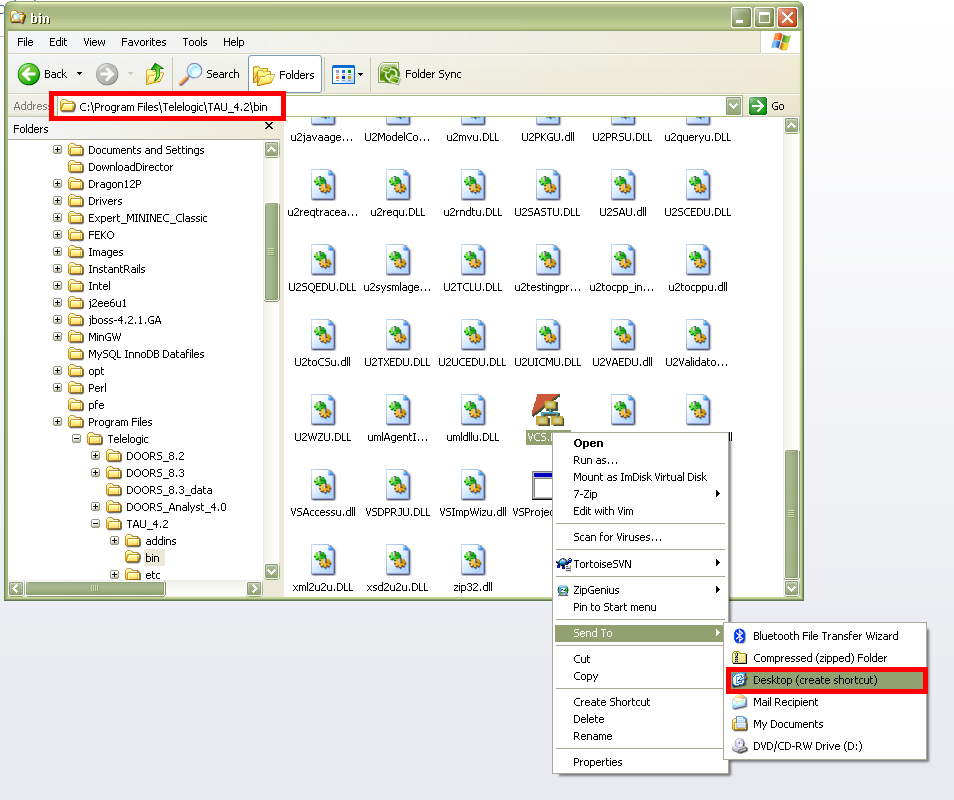 bin
File Edit View Favorites Tools Help
Back Search Folders Folder Sync
Address C:\Program Files\Telelogic\TAU_4.2\bin Go
Folders
Documents and Settings
DownloadDirector
Dragon12P
Drivers
Expert_MININEC_Classic
FEKO
Images
InstantRails
Intel
j2ee6u1
jboss-4.2.1.GA
MinGW
MySQL InnoDB Datafiles
opt
Perl
pfe
Program Files
Telelogic
DOORS_8.2
DOORS_8.3
DOORS_8.3_data
DOORS_Analyst_4.0
TAU_4.2
addins
bin
etc
u2javaage... U2ModelCo... u2mvu.DLL U2PKGU.dll U2PRSU.DLL u2queryu.DLL
u2reqtracea... u2requ.DLL u2rndtu.DLL U2SASTU.DLL U2SAU.dll U2SCEDU.DLL
U2SQEDU.DLL u2sysmlage... U2TCLU.DLL u2testingpr... u2tocpp_in... u2tocppu.dll
U2toCSu.dll U2TXEDU.DLL U2UCEDU.DLL U2UICMU.DLL U2VAEDU.dll U2Validato...
U2WZU.DLL umlAgentI... umldllu.DLL VCS.
VSAccessu.dll VSDPRJU.DLL VSImpWizu.dll VSProjec
xml2u2u.DLL xsd2u2u.DLL zip32.dll
Open
Run as...
Mount as ImDisk Virtual Disk
7-Zip
Edit with Vim
Scan for Viruses...
TortoiseSVN
ZipGenius
Pin to Start menu
Send To
Cut
Copy
Create Shortcut
Delete
Rename
Properties
Bluetooth File Transfer Wizard
Compressed (zipped) Folder
Desktop (create shortcut)
Mail Recipient
My Documents
DVD/CD-RW Drive (D:)